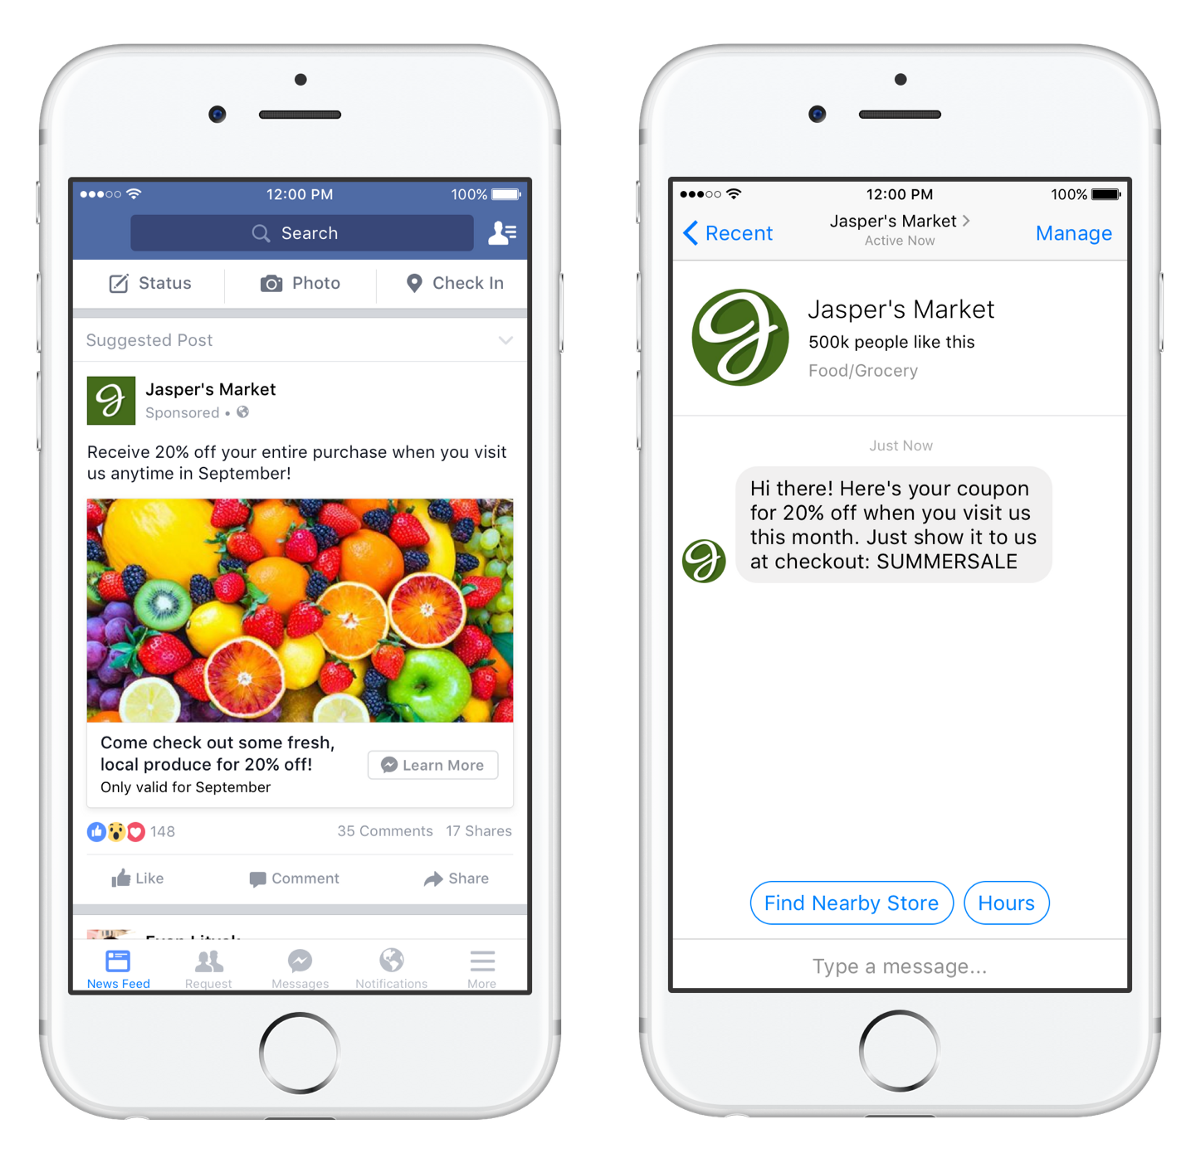 12:00 PM
100%
Search
Status
Photo
Check In
Suggested Post
Jasper's Market
Sponsored •
Receive 20% off your entire purchase when you visit
us anytime in September!
Come check out some fresh,
local produce for 20% off!
Learn More
Only valid for September
148
35 Comments
17 Shares
Like
Comment
Share
News Feed
Request
Messages
Notifications
More
12:00 PM
100%
Recent
Jasper's Market
Active Now
Manage
Jasper's Market
500k people like this
Food/Grocery
Just Now
Hi there! Here's your coupon
for 20% off when you visit us
this month. Just show it to us
at checkout: SUMMERSALE
Find Nearby Store
Hours
Type a message...